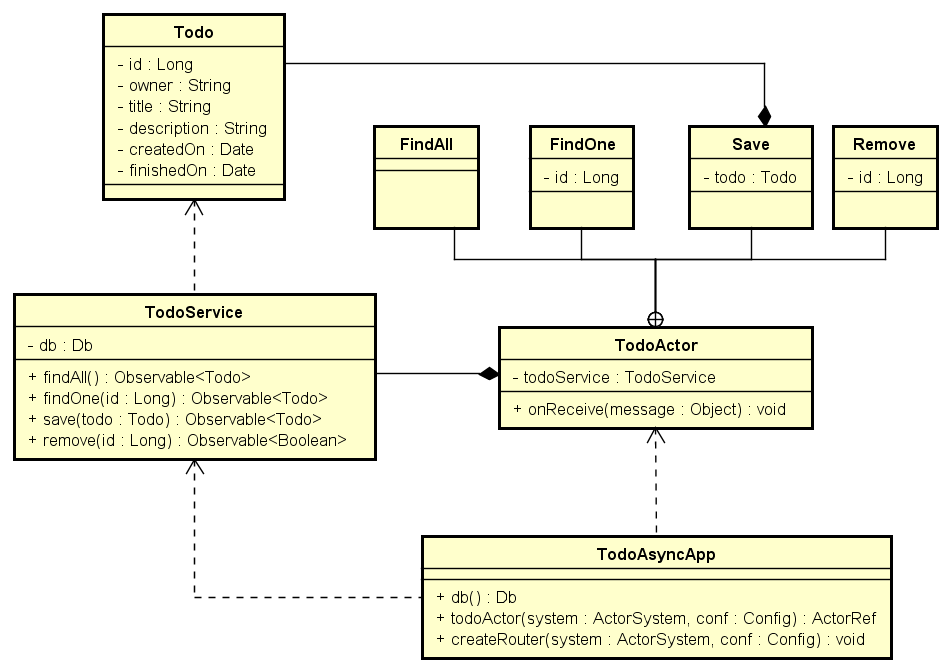 Todo
- id : Long
- owner : String
- title : String
- description : String
- createdOn : Date
- finishedOn : Date
FindAll
FindOne
- id : Long
Save
- todo : Todo
Remove
- id : Long
TodoService
- db : Db
+ findAll() : Observable<Todo>
+ findOne(id : Long) : Observable<Todo>
+ save(todo : Todo) : Observable<Todo>
+ remove(id : Long) : Observable<Boolean>
TodoActor
- todoService : TodoService
+ onReceive(message : Object) : void
TodoAsyncApp
+ db() : Db
+ todoActor(system : ActorSystem, conf : Config) : ActorRef
+ createRouter(system : ActorSystem, conf : Config) : void